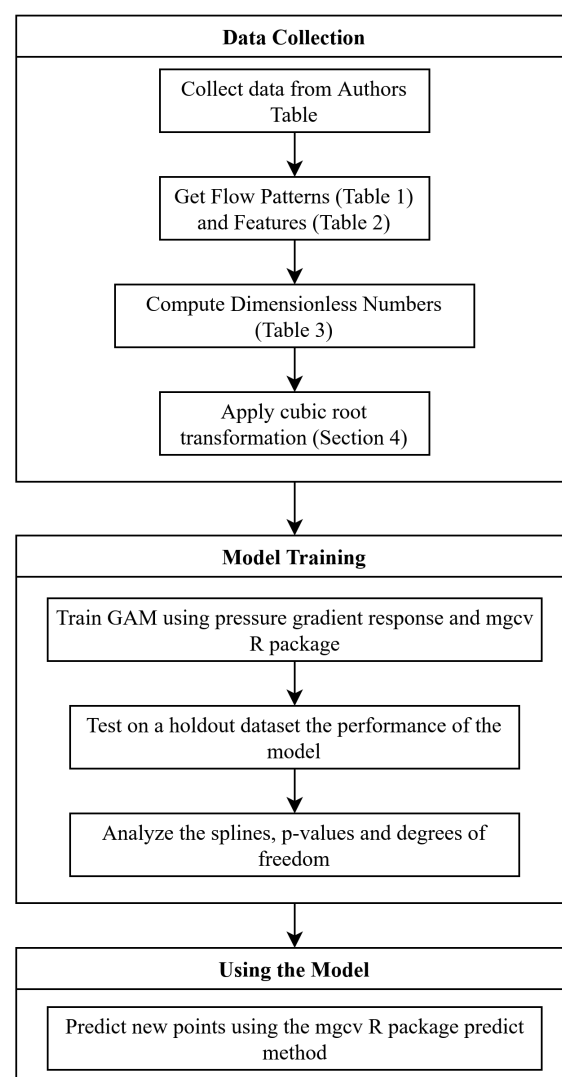 Data Collection
Collect data from Authors
Table
Get Flow Patterns (Table 1)
and Features (Table 2)
Compute Dimensionless Numbers
(Table 3)
Apply cubic root
transformation (Section 4)
Model Training
Train GAM using pressure gradient response and mgcv
R package
Test on a holdout dataset the performance of the
model
Analyze the splines, p-values and degrees of
freedom
Using the Model
Predict new points using the mgcv R package predict
method